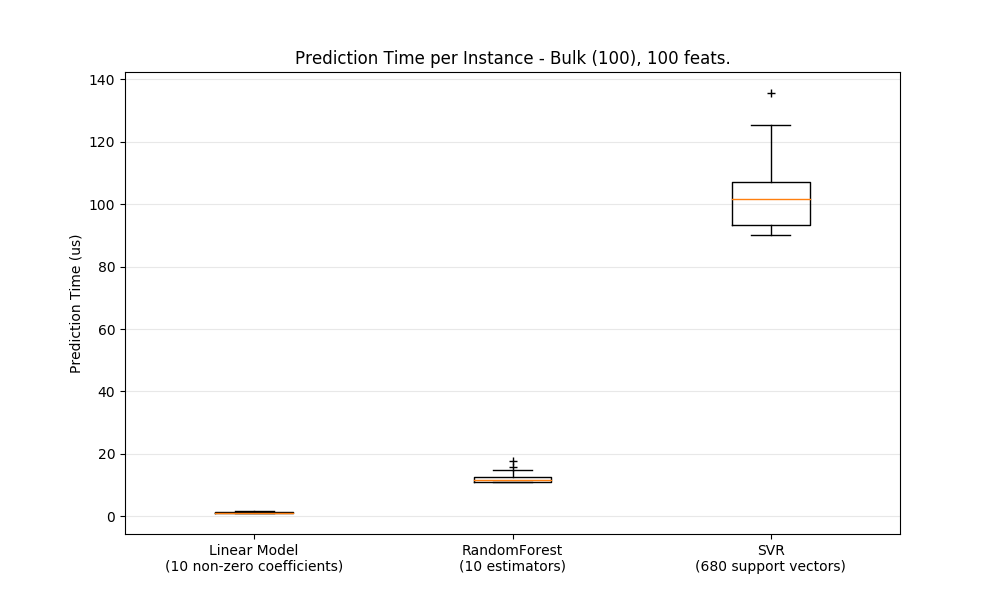 Prediction Time per Instance - Bulk (100), 100 feats.
140
120
100
80
60
40
20
0
Prediction Time (us)
Linear Model
(10 non-zero coefficients)
RandomForest
(10 estimators)
SVR
(680 support vectors)